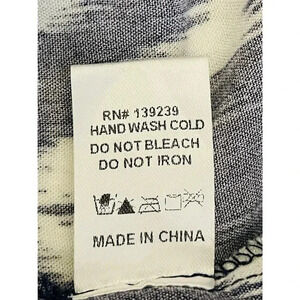 RN# 139239
HAND WASH COLD
DO NOT BLEACH
DO NOT IRON
MADE IN CHINA